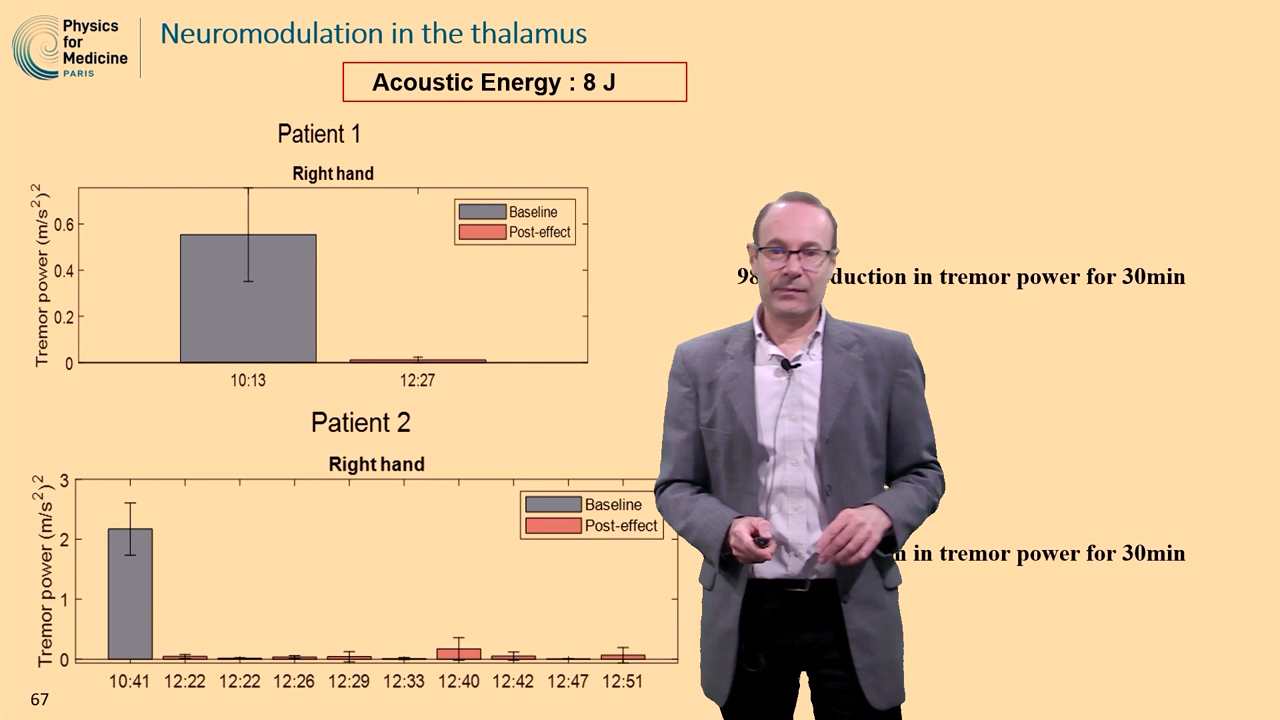 Physics
for
Medicine
PARIS
Neuromodulation in the thalamus
Acoustic Energy : 8 J
Patient 1
Right hand
Tremor power (m/s²)²
0.6
0.4
0.2
0
Baseline
Post-effect
10:13 12:27
in tremor power for 30min
Patient 2
Right hand
Tremor power (m/s²)²
3
2
1
0
Baseline
Post-effect
10:41 12:22 12:22 12:26 12:29 12:33 12:40 12:42 12:47 12:51
in tremor power for 30min
67